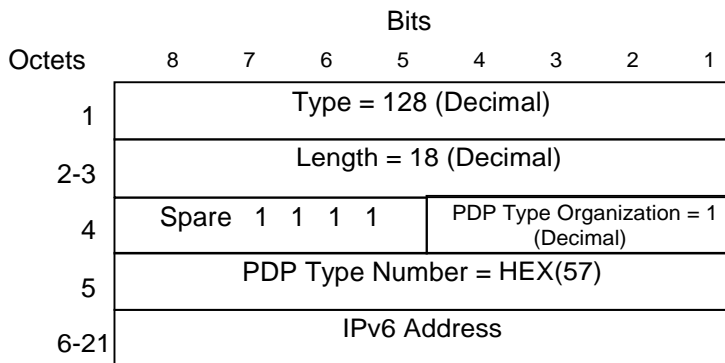 Bits
Octets 8 7 6 5 4 3 2 1
1 Type = 128 (Decimal)
2-3 Length = 18 (Decimal)
4 Spare 1 1 1 1 PDP Type Organization = 1
(Decimal)
5 PDP Type Number = HEX(57)
6-21 IPv6 Address